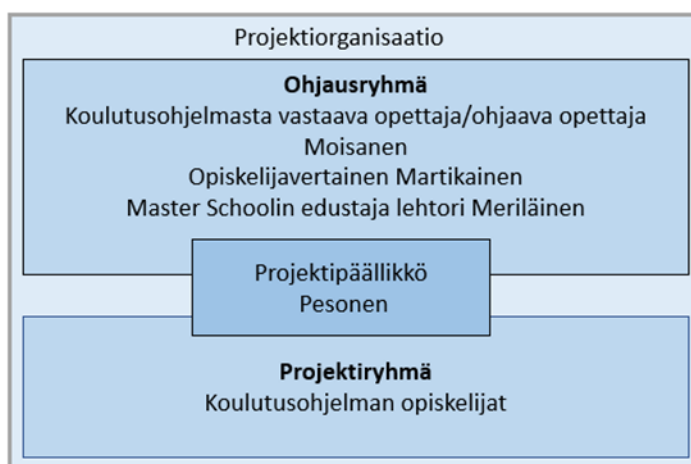 Projektiorganisaatio
Ohjausryhmä
Koulutusohjelmasta vastaava opettaja/ohjaava opettaja
Moisanen
Opiskelijavertainen Martikainen
Master Schoolin edustaja lehtori Meriläinen
Projektipäällikkö
Pesonen
Projektiryhmä
Koulutusohjelman opiskelijat